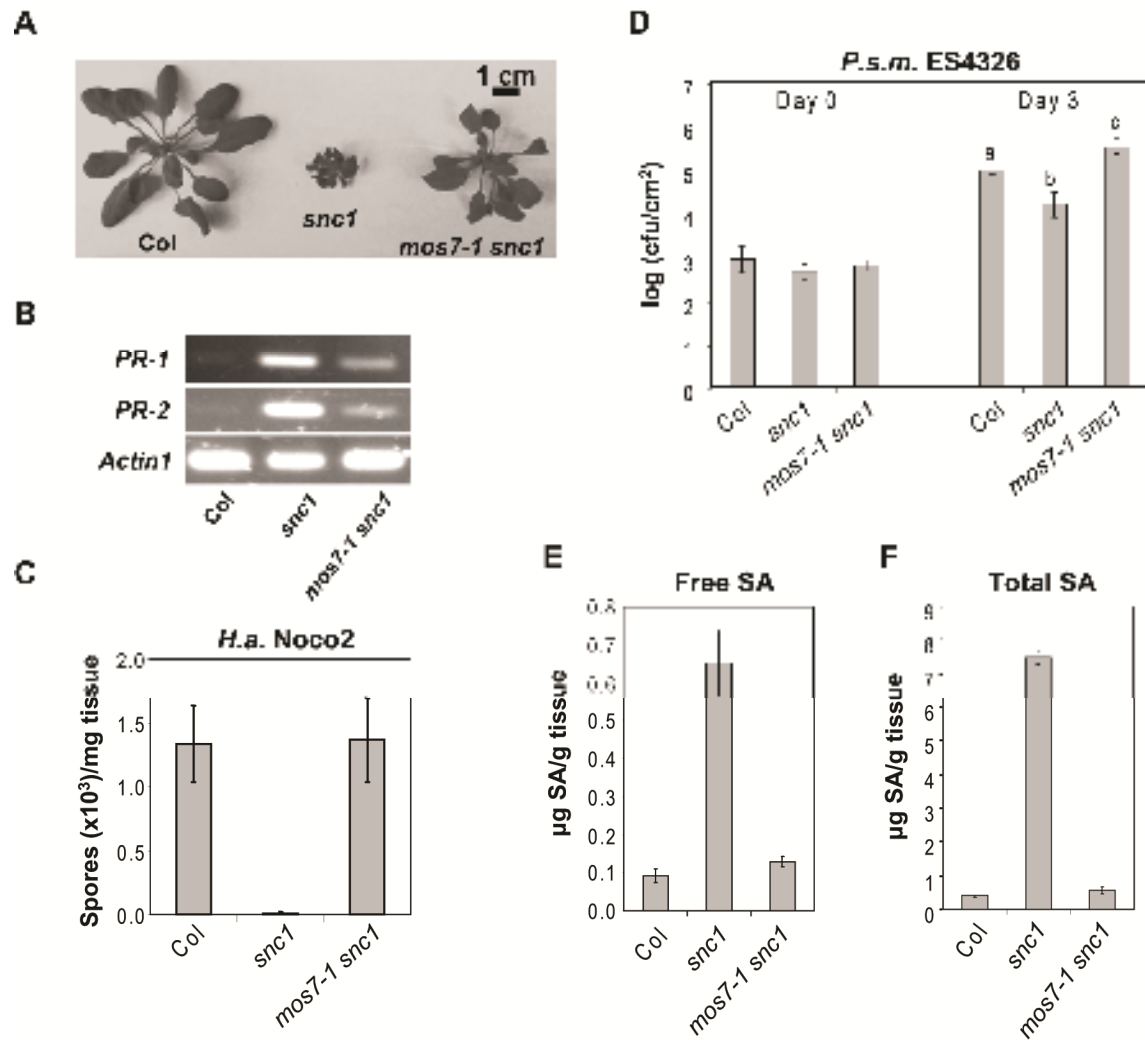 A
1 cm
Col
snc1
mos7-1 snc1
B
PR-1
PR-2
Actin1
Col
snc1
mos7-1 snc1
C
H.a. Noco2
Spores (x10³)/mg tissue
2.0
1.5
1.0
0.5
0.0
Col
snc1
mos7-1 snc1
D
P.s.m. ES4326
Day 0
Day 3
log (cfu/cm²)
7
6
5
4
3
2
1
0
a
b
c
Col
snc1
mos7-1 snc1
Col
snc1
mos7-1 snc1
E
Free SA
µg SA/g tissue
0.8
0.7
0.6
0.5
0.4
0.3
0.2
0.1
0.0
Col
snc1
mos7-1 snc1
F
Total SA
µg SA/g tissue
9
8
7
6
5
4
3
2
1
0
Col
snc1
mos7-1 snc1